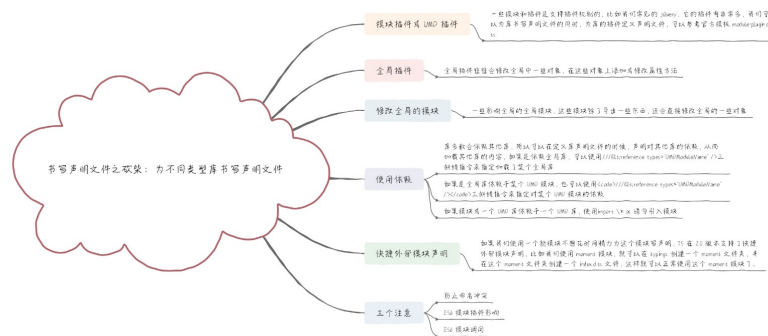 一些模块和插件是支持插件机制的，比如我们常见的 jquery，它的插件有非常多，我们可
以为库书写声明文件的同时，为库的插件定义声明文件，可以参考官方模板 module-plugin.d.
ts
模块插件或 UMD 插件
全局插件
全局插件往往会修改全局中一些对象，在这些对象上添加或修改属性方法
修改全局的模块
一些影响全局的全局模块，这些模块除了导出一些东西，还会直接修改全局的一些对象
书写声明文件之砍柴：为不同类型库书写声明文件
库多数会依赖其他库，所以可以在定义库声明文件的时候，声明对其他库的依赖，从而
加载其他库的内容。如果是依赖全局库，可以使用///&lt;reference types="UMDModuleName" />三
斜线指令来指定加载了某个全局库
使用依赖
如果是全局库依赖于某个 UMD 模块，也可以使用<code>///&lt;reference types="UMDModuleName"
/></code>三斜线指令来指定对某个 UMD 模块的依赖
如果模块或一个 UMD 库依赖于一个 UMD 库，使用import \* as 语句引入模块
快捷外部模块声明
如果我们使用一个新模块不想花时间精力为这个模块写声明，TS 在 2.0 版本支持了快捷
外部模块声明，比如我们使用 moment 模块，就可以在 typings 创建一个 moment 文件夹，并
在这个 moment 文件夹创建一个 index.d.ts 文件，这样就可以正常使用这个 moment 模块了。
三个注意
防止命名冲突
ES6 模块插件影响
ES6 模块调用